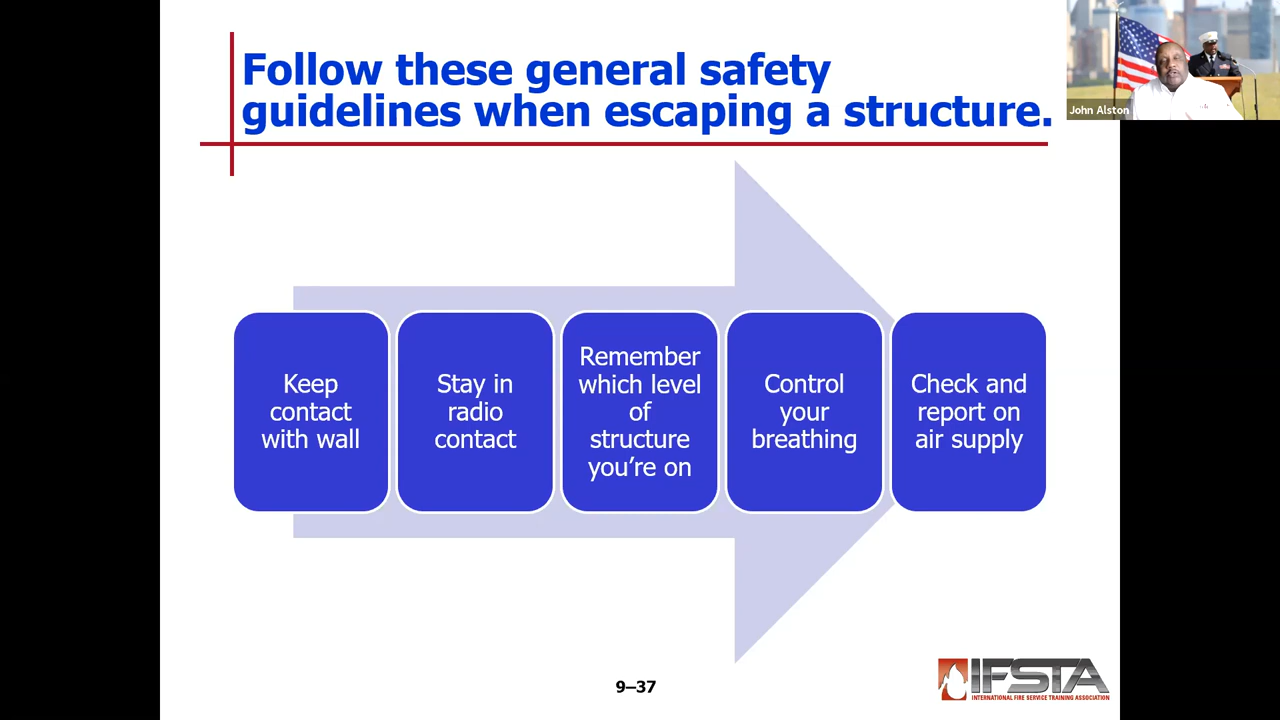 Follow these general safety
guidelines when escaping a structure.
John Alston
Keep
contact
with wall
Stay in
radio
contact
Remember
which level
of
structure
you're on
Control
your
breathing
Check and
report on
air supply
9–37
IFSTA
INTERNATIONAL FIRE SERVICE TRAINING ASSOCIATION